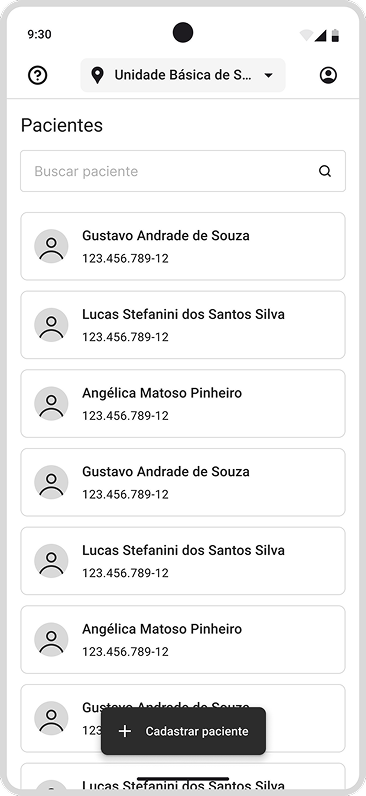 9:30
Unidade Básica de S...
Pacientes
Buscar paciente
Gustavo Andrade de Souza
123.456.789-12
Lucas Stefanini dos Santos Silva
123.456.789-12
Angélica Matoso Pinheiro
123.456.789-12
Gustavo Andrade de Souza
123.456.789-12
Lucas Stefanini dos Santos Silva
123.456.789-12
Angélica Matoso Pinheiro
123.456.789-12
Gustavo Andrade de Souza
123
Cadastrar paciente
Lucas Stefanini dos Santos Silva